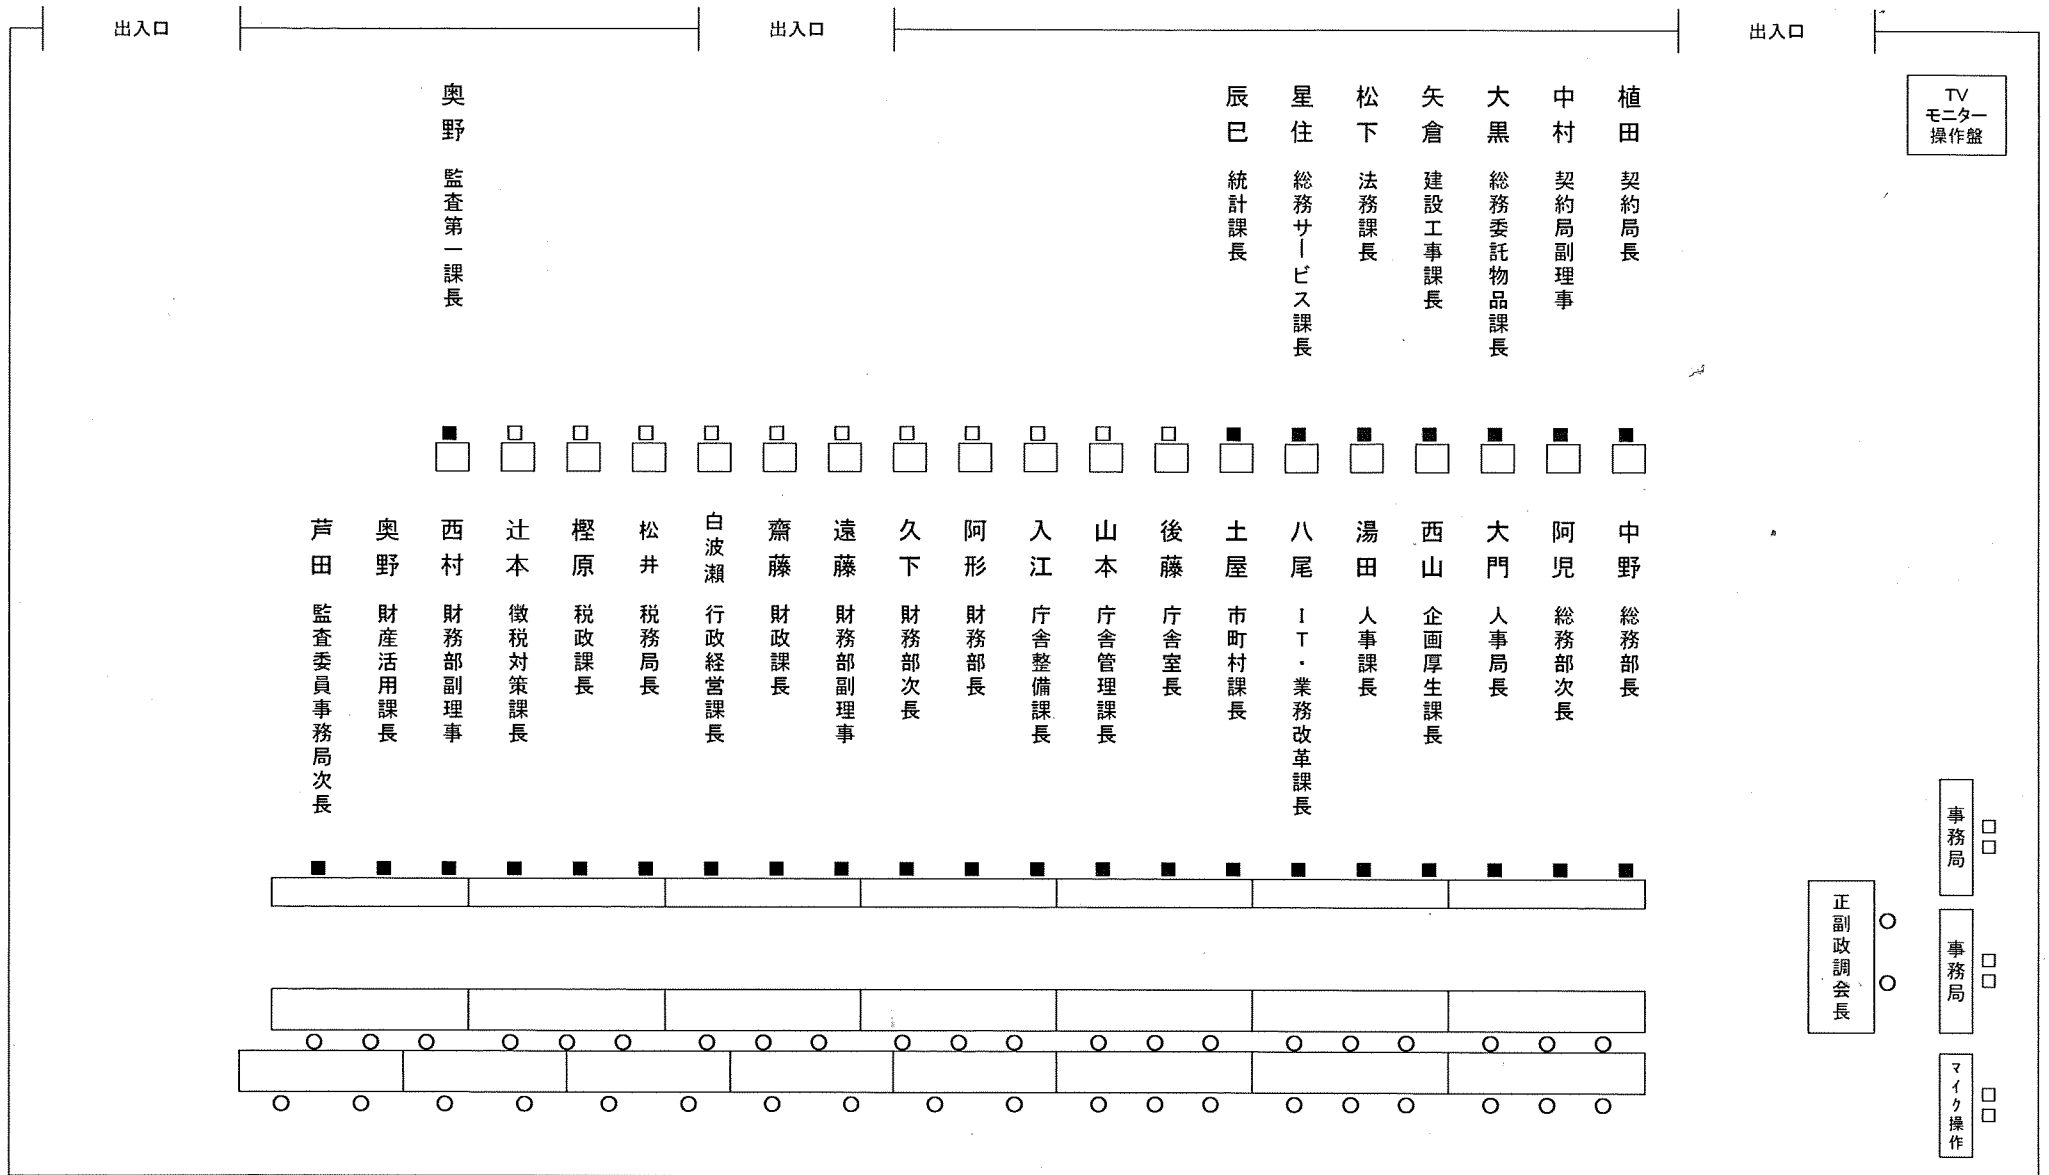 出入口
出入口
出入口
TV
モニター
操作盤
植田 契約局長
中村 契約局副理事
大黒 総務委託物品課長
矢倉 建設工事課長
松下 法務課長
星住 総務サービス課長
辰巳 統計課長
奥野 監査第一課長
中野 総務部長
阿児 総務部次長
大門 人事局長
西山 企画厚生課長
湯田 人事課長
八尾 IT・業務改革課長
土屋 市町村課長
後藤 庁舎室長
山本 庁舎管理課長
入江 庁舎整備課長
阿形 財務部長
久下 財務部次長
遠藤 財務部副理事
齋藤 財政課長
白波瀬 行政経営課長
松井 税務局長
樫原 税政課長
辻本 徴税対策課長
西村 財務部副理事
奥野 財産活用課長
芦田 監査委員事務局次長
事務局
正副政調会長
事務局
マイク操作